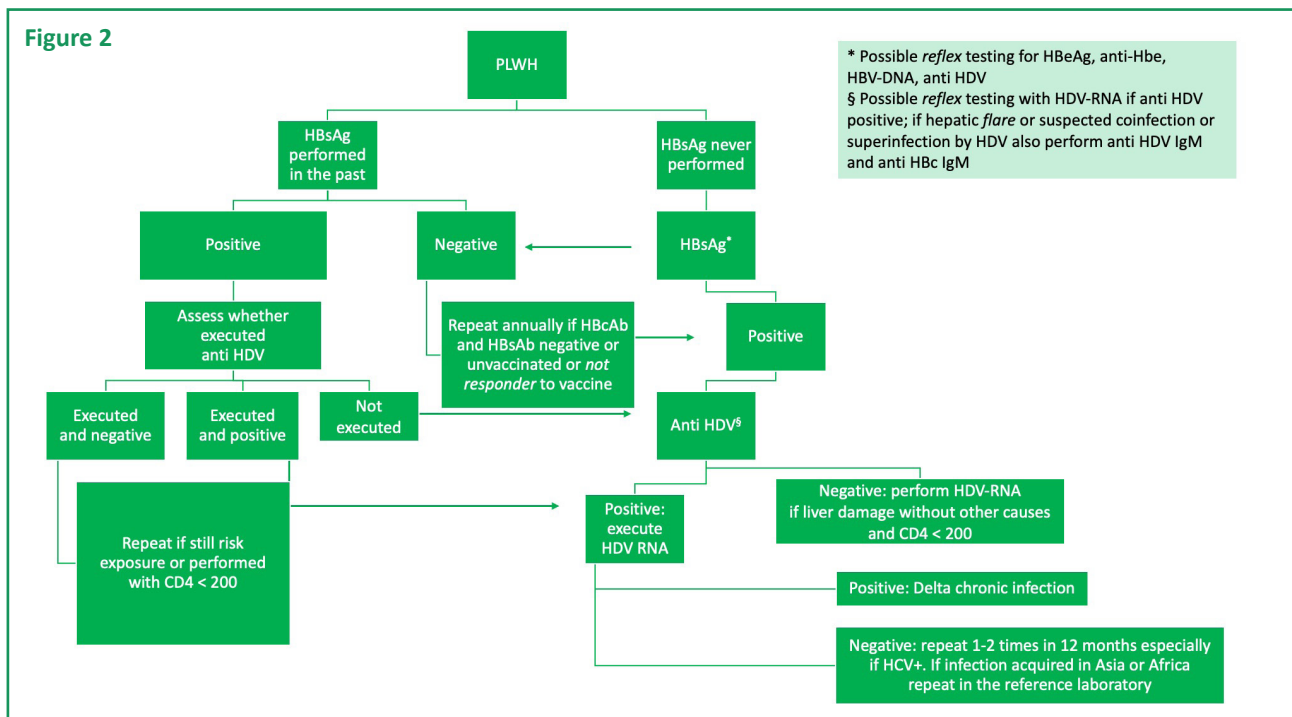 Figure 2
PLWH
* Possible reflex testing for HBeAg, anti-Hbe,
HBV-DNA, anti HDV
§ Possible reflex testing with HDV-RNA if anti HDV
positive; if hepatic flare or suspected coinfection or
superinfection by HDV also perform anti HDV IgM
and anti HBc IgM
HBsAg
performed
in the past
HBsAg never
performed
Positive
Negative
HBsAg*
Assess whether
executed
anti HDV
Repeat annually if HBcAb
and HBsAb negative or
unvaccinated or not
responder to vaccine
Positive
Executed
and negative
Executed
and positive
Not
executed
Anti HDV§
Repeat if still risk
exposure or performed
with CD4 < 200
Positive:
execute
HDV RNA
Negative: perform HDV-RNA
if liver damage without other causes
and CD4 < 200
Positive: Delta chronic infection
Negative: repeat 1-2 times in 12 months especially
if HCV+. If infection acquired in Asia or Africa
repeat in the reference laboratory